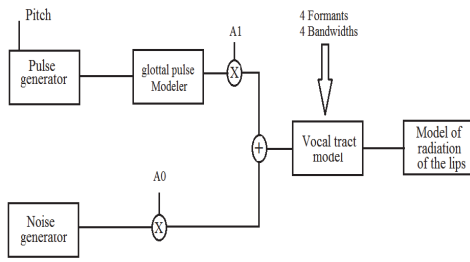 Pitch
Pulse
generator
glottal pulse
Modeler
A1
X
4 Formants
4 Bandwidths
+
Vocal tract
model
Model of
radiation
of the lips
A0
X
Noise
generator